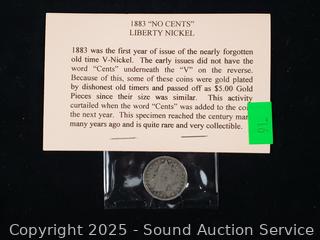 1883 "NO CENTS"
LIBERTY NICKEL
1883 was the first year of issue of the nearly forgotten
old time V-Nickel. The early issues did not have the
word "Cents" underneath the "V" on the reverse.
Because of this, some of these coins were gold plated
by dishonest old timers and passed off as $5.00 Gold
Pieces since their size was similar. This activity
curtailed when the word "Cents" was added to the coin
the next year. This specimen reached the century mark
many years ago and is quite rare and very collectible.
Copyright 2025 - Sound Auction Service